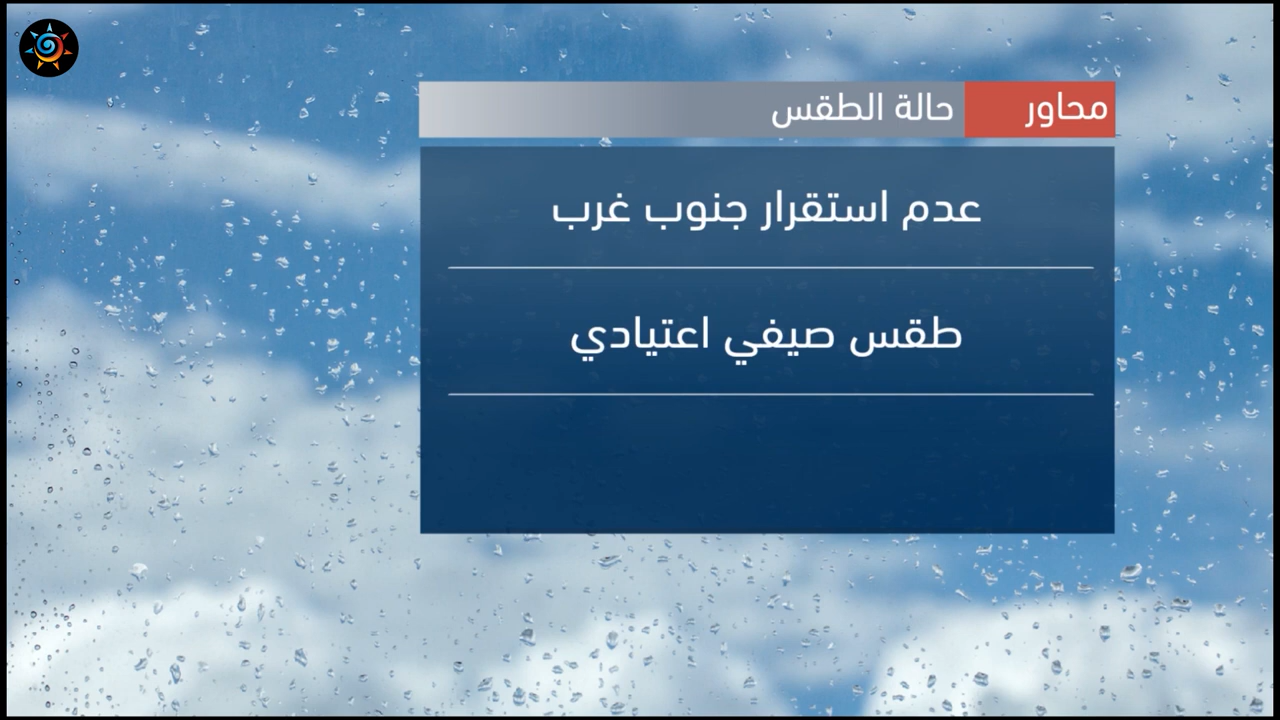 محاور حالة الطقس
عدم استقرار جنوب غرب
طقس صيفي اعتيادي